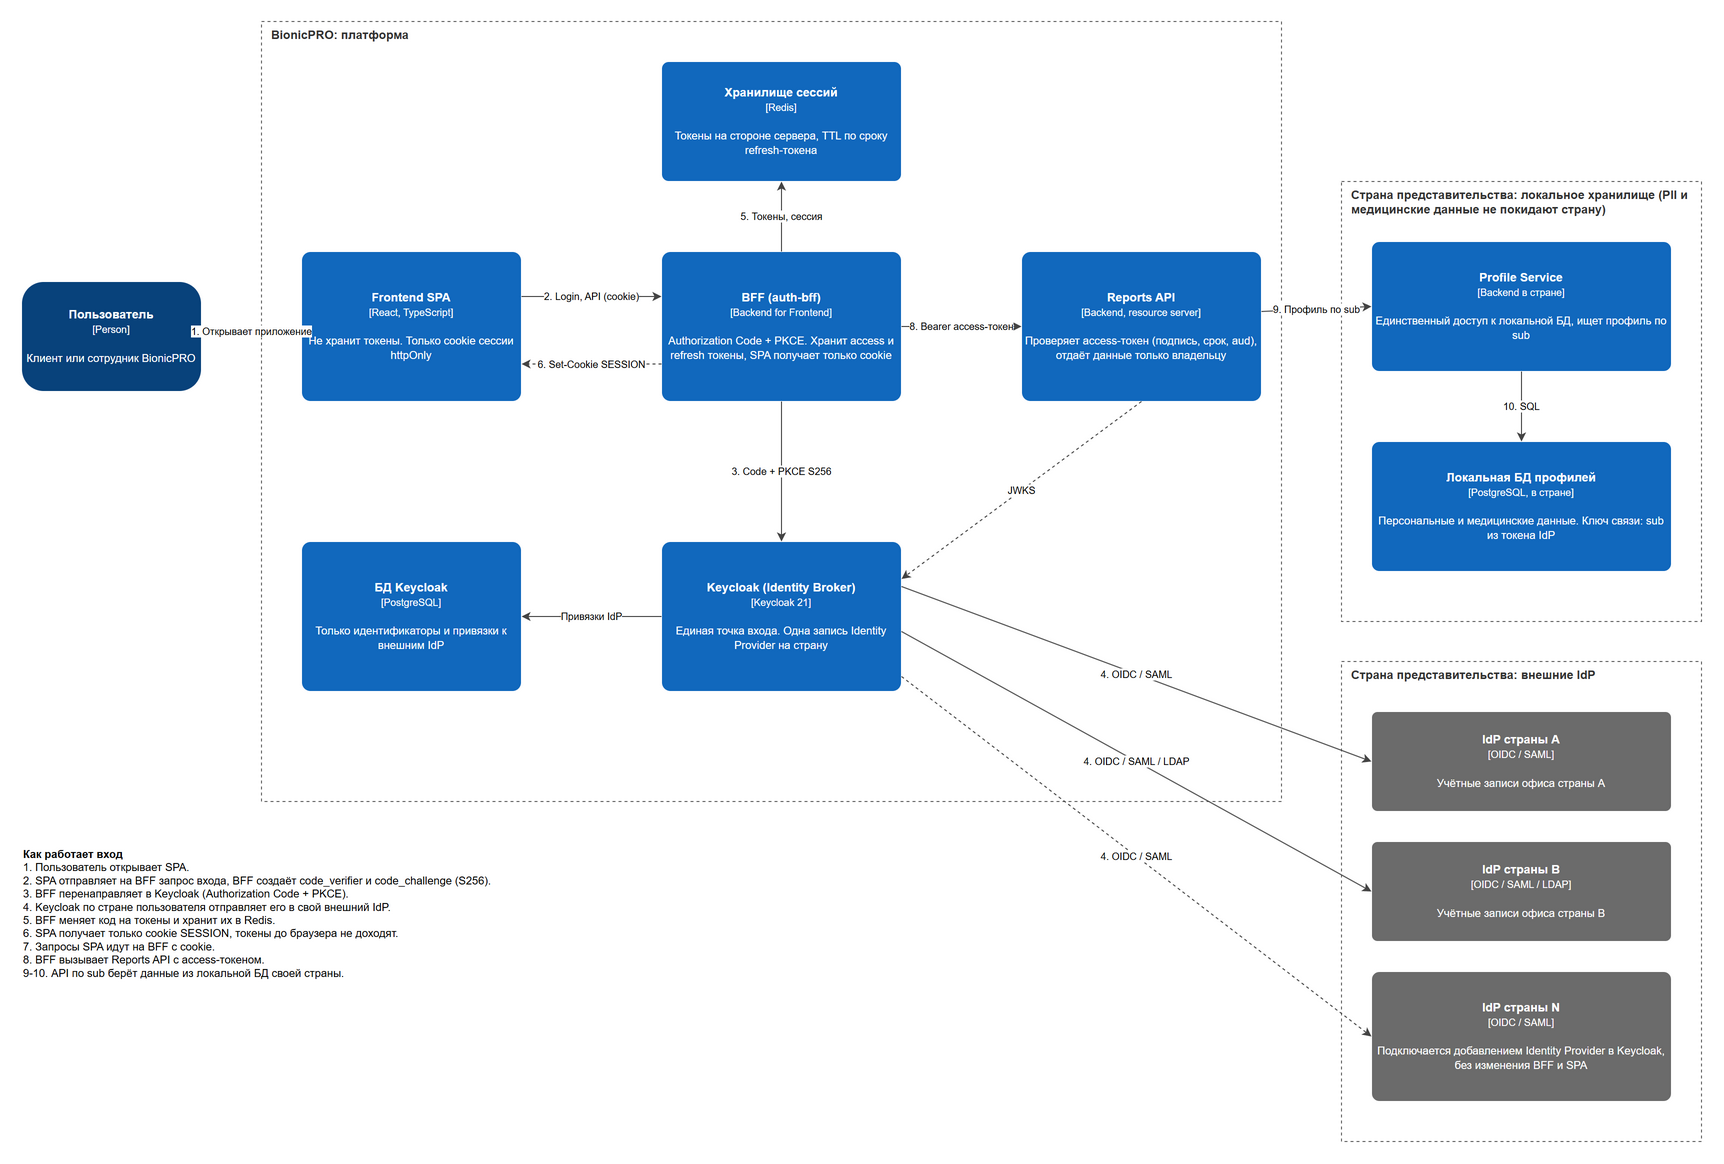 BionicPRO: платформа
Хранилище сессий
[Redis]
Токены на стороне сервера, TTL по сроку
refresh-токена
5. Токены, сессия
Пользователь
[Person]
Клиент или сотрудник BionicPRO
1. Открывает приложение
Frontend SPA
[React, TypeScript]
Не хранит токены. Только cookie сессии
httpOnly
2. Login, API (cookie)
6. Set-Cookie SESSION
BFF (auth-bff)
[Backend for Frontend]
Authorization Code + PKCE. Хранит access и
refresh токены, SPA получает только cookie
8. Bearer access-токен
Reports API
[Backend, resource server]
Проверяет access-токен (подпись, срок, aud),
отдаёт данные только владельцу
9. Профиль по sub
Страна представительства: локальное хранилище (PII и
медицинские данные не покидают страну)
Profile Service
[Backend в стране]
Единственный доступ к локальной БД, ищет профиль по
sub
10. SQL
Локальная БД профилей
[PostgreSQL, в стране]
Персональные и медицинские данные. Ключ связи: sub
из токена IdP
3. Code + PKCE S256
JWKS
БД Keycloak
[PostgreSQL]
Только идентификаторы и привязки к
внешним IdP
Привязки IdP
Keycloak (Identity Broker)
[Keycloak 21]
Единая точка входа. Одна запись Identity
Provider на страну
4. OIDC / SAML
4. OIDC / SAML / LDAP
4. OIDC / SAML
Страна представительства: внешние IdP
IdP страны A
[OIDC / SAML]
Учётные записи офиса страны A
IdP страны B
[OIDC / SAML / LDAP]
Учётные записи офиса страны B
IdP страны N
[OIDC / SAML]
Подключается добавлением Identity Provider в Keycloak,
без изменения BFF и SPA
Как работает вход
1. Пользователь открывает SPA.
2. SPA отправляет на BFF запрос входа, BFF создаёт code_verifier и code_challenge (S256).
3. BFF перенаправляет в Keycloak (Authorization Code + PKCE).
4. Keycloak по стране пользователя отправляет его в свой внешний IdP.
5. BFF меняет код на токены и хранит их в Redis.
6. SPA получает только cookie SESSION, токены до браузера не доходят.
7. Запросы SPA идут на BFF с cookie.
8. BFF вызывает Reports API с access-токеном.
9-10. API по sub берёт данные из локальной БД своей страны.